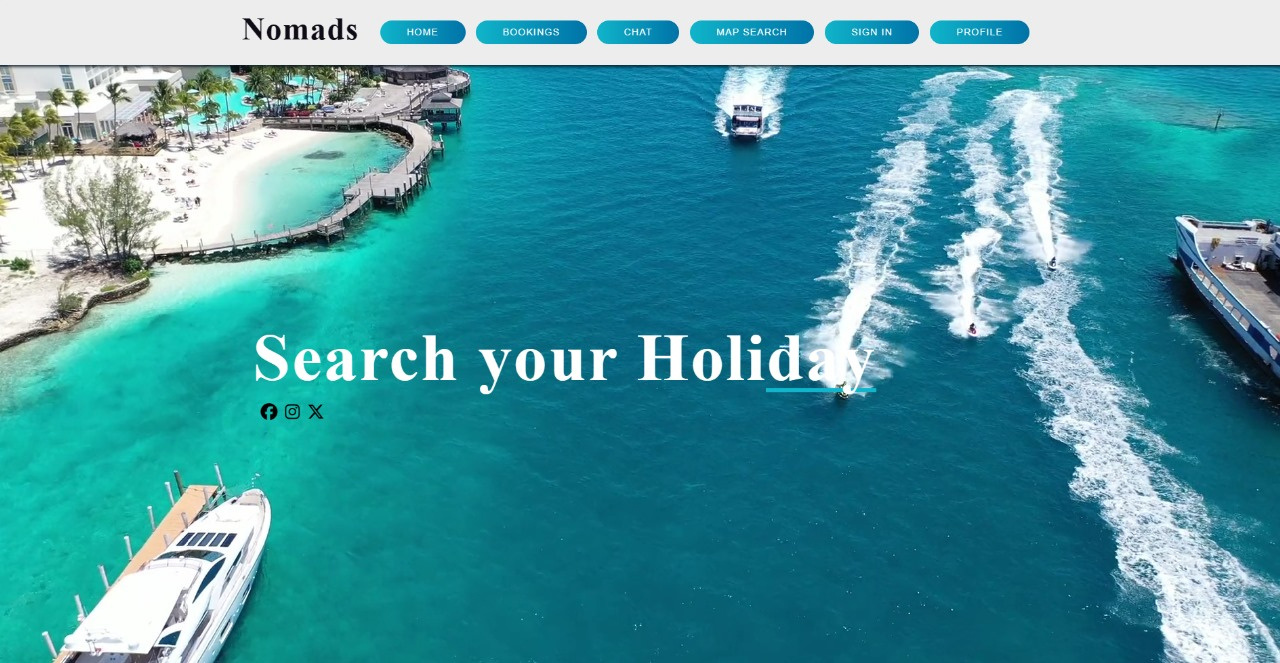 Nomads
HOME BOOKINGS CHAT MAP SEARCH SIGN IN PROFILE
Search your Holiday